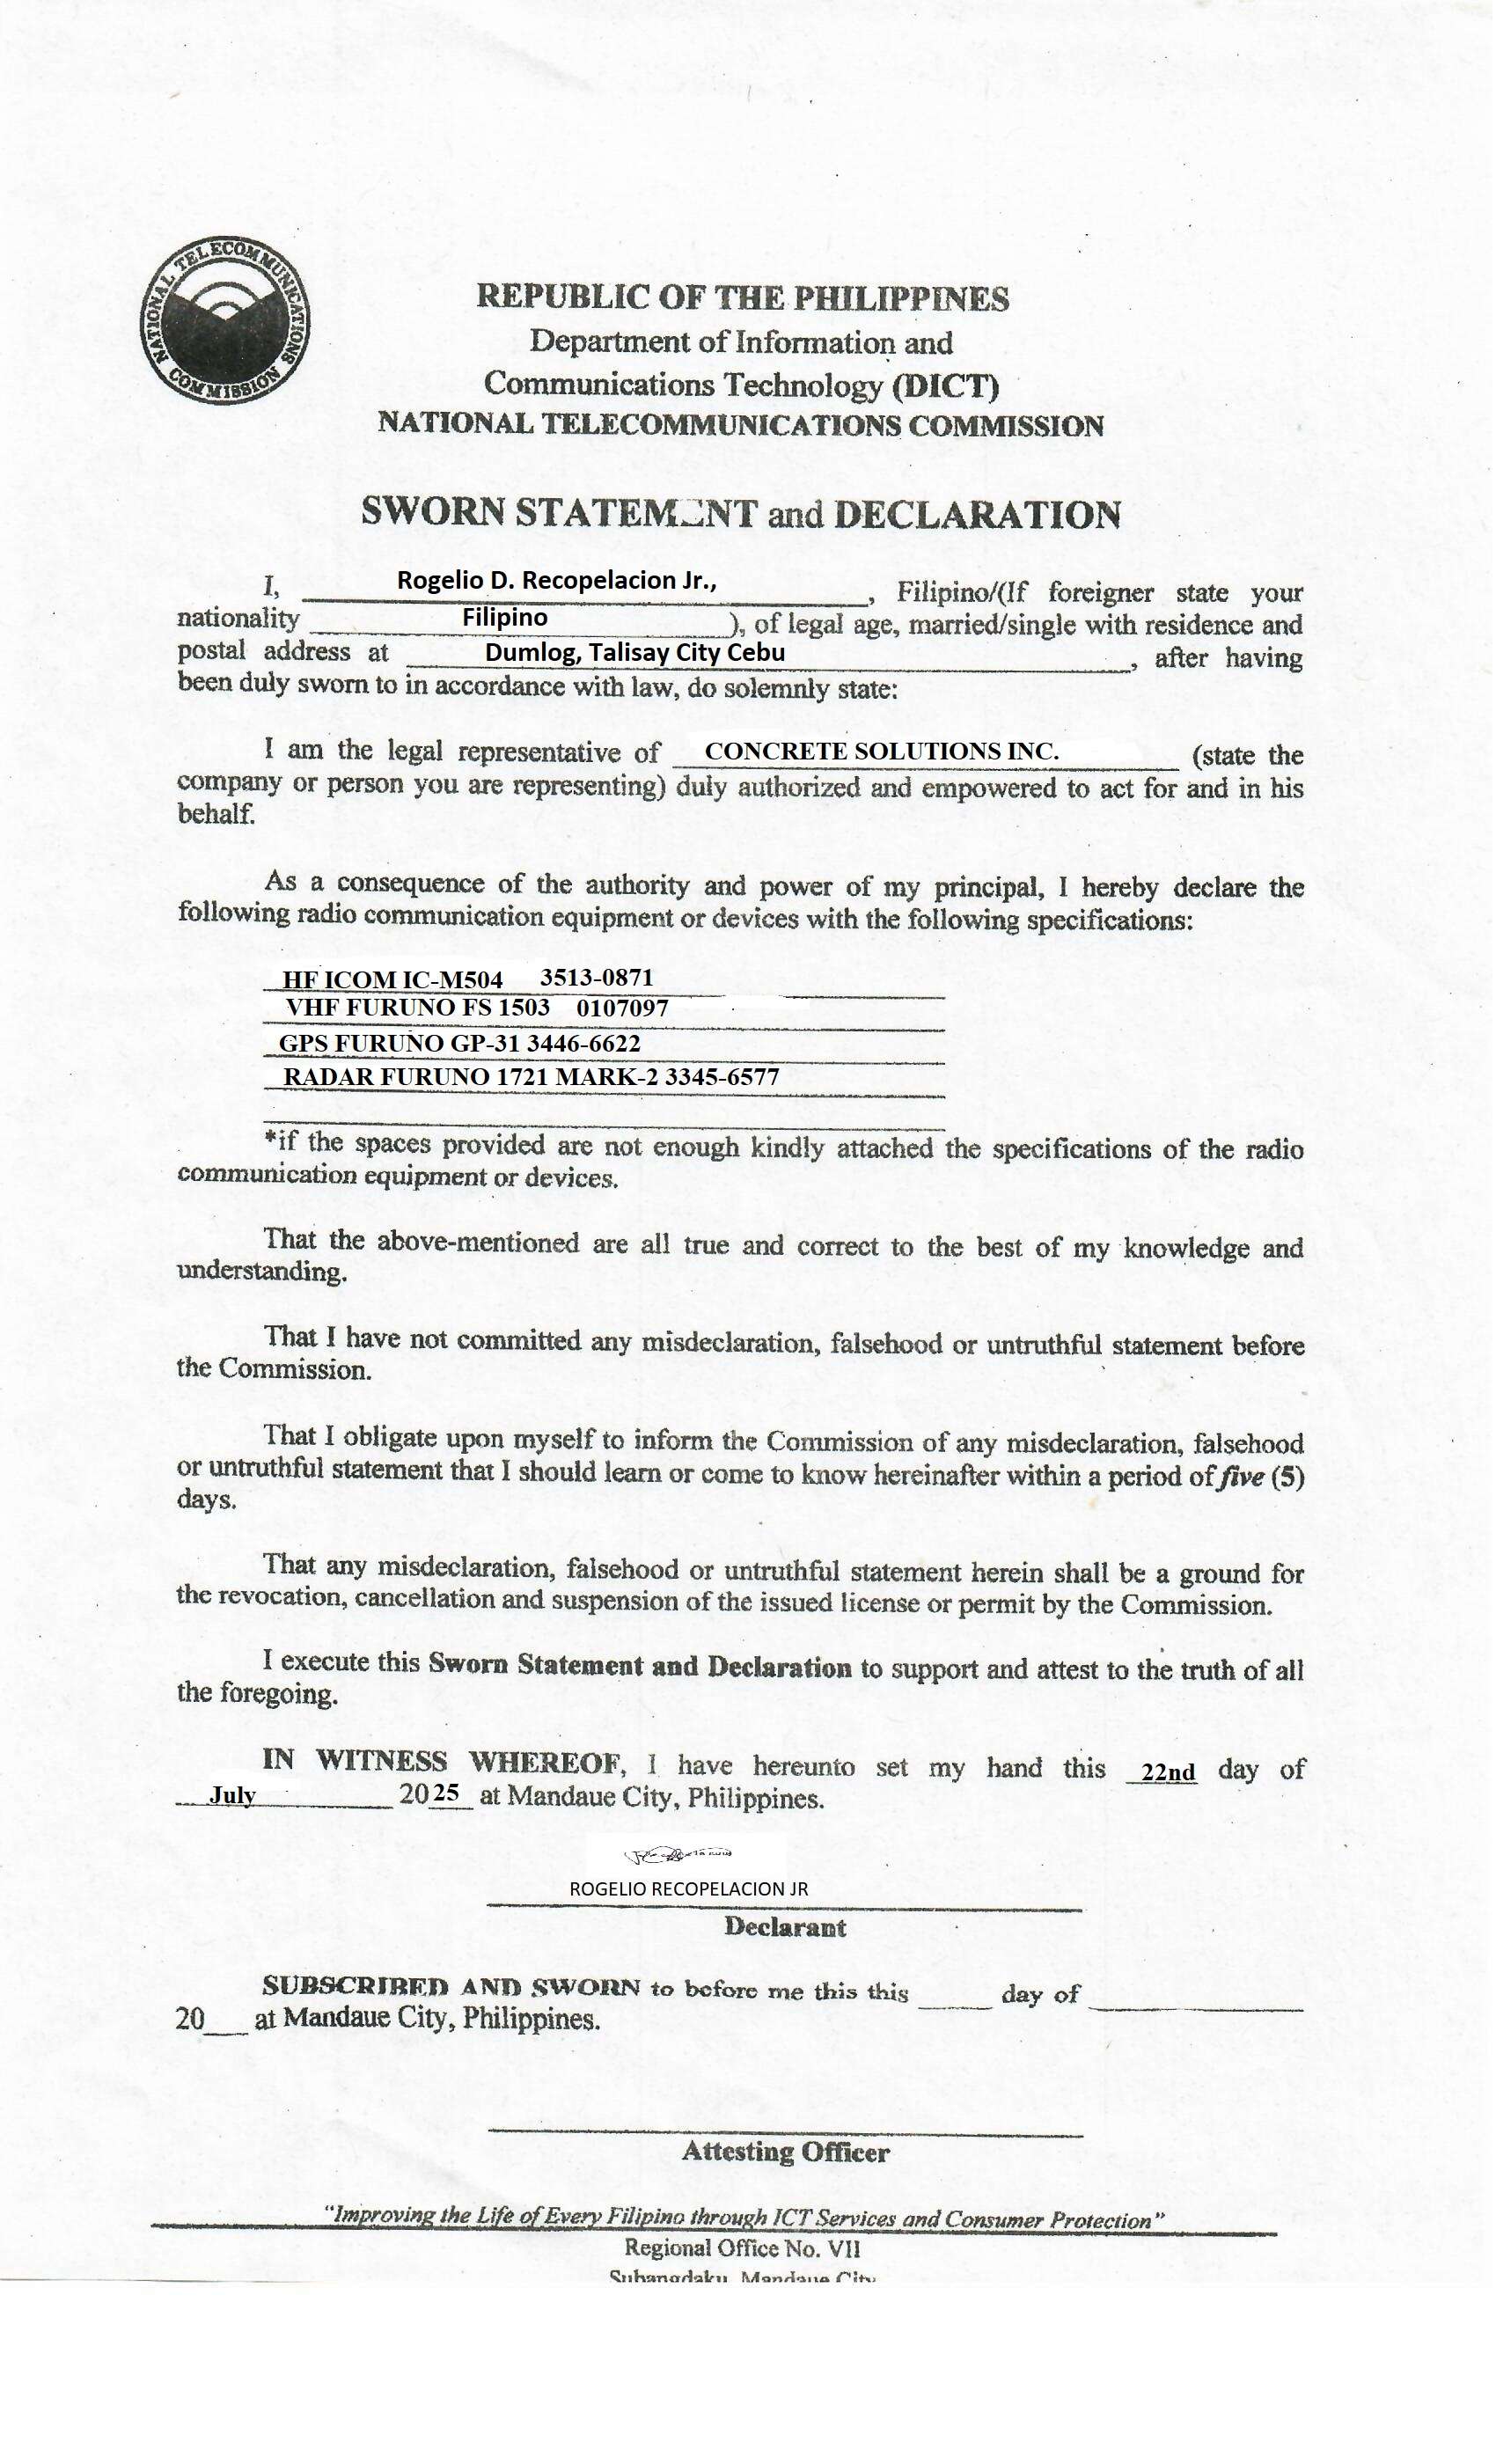 NATIONAL TELECOMMUNICATIONS COMMISSION
REPUBLIC OF THE PHILIPPINES
Department of Information and
Communications Technology (DICT)
NATIONAL TELECOMMUNICATIONS COMMISSION
SWORN STATEMENT and DECLARATION
I, Rogelio D. Recopelacion Jr., , Filipino/(If foreigner state your
nationality Filipino ), of legal age, married/single with residence and
postal address at Dumlog, Talisay City Cebu , after having
been duly sworn to in accordance with law, do solemnly state:
I am the legal representative of CONCRETE SOLUTIONS INC. (state the
company or person you are representing) duly authorized and empowered to act for and in his
behalf.
As a consequence of the authority and power of my principal, I hereby declare the
following radio communication equipment or devices with the following specifications:
HF ICOM IC-M504 3513-0871
VHF FURUNO FS 1503 0107097
GPS FURUNO GP-31 3446-6622
RADAR FURUNO 1721 MARK-2 3345-6577
*if the spaces provided are not enough kindly attached the specifications of the radio
communication equipment or devices.
That the above-mentioned are all true and correct to the best of my knowledge and
understanding.
That I have not committed any misdeclaration, falsehood or untruthful statement before
the Commission.
That I obligate upon myself to inform the Commission of any misdeclaration, falsehood
or untruthful statement that I should learn or come to know hereinafter within a period of five (5)
days.
That any misdeclaration, falsehood or untruthful statement herein shall be a ground for
the revocation, cancellation and suspension of the issued license or permit by the Commission.
I execute this Sworn Statement and Declaration to support and attest to the truth of all
the foregoing.
IN WITNESS WHEREOF, I have hereunto set my hand this 22nd day of
July 2025 at Mandaue City, Philippines.
ROGELIO RECOPELACION JR
Declarant
SUBSCRIBED AND SWORN to before me this this ____ day of ____
20__ at Mandaue City, Philippines.
Attesting Officer
"Improving the Life of Every Filipino through ICT Services and Consumer Protection"
Regional Office No. VII
Subangdaku, Mandaue City